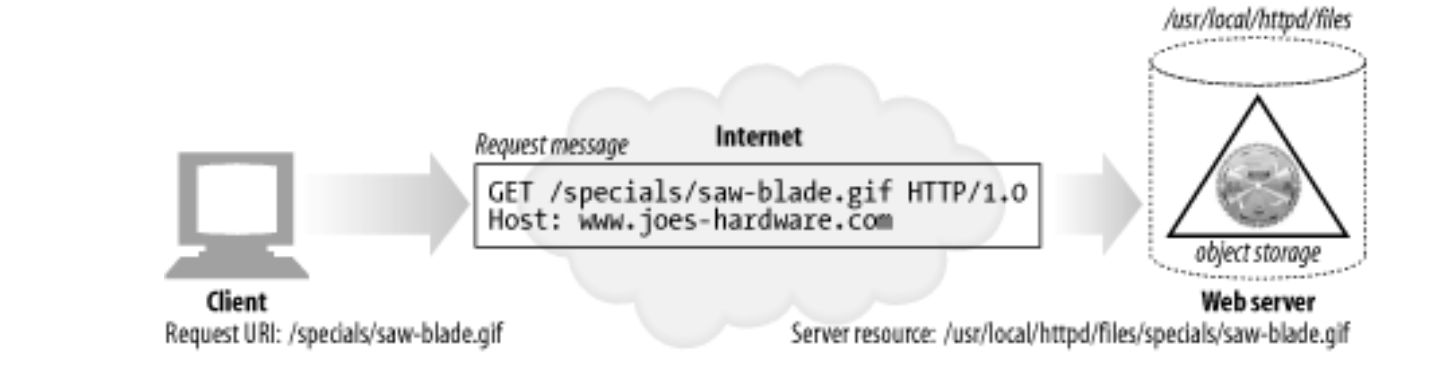 /usr/local/httpd/files
Internet
Request message
GET /specials/saw-blade.gif HTTP/1.0
Host: www.joes-hardware.com
object storage
Client
Web server
Request URI: /specials/saw-blade.gif
Server resource: /usr/local/httpd/files/specials/saw-blade.gif